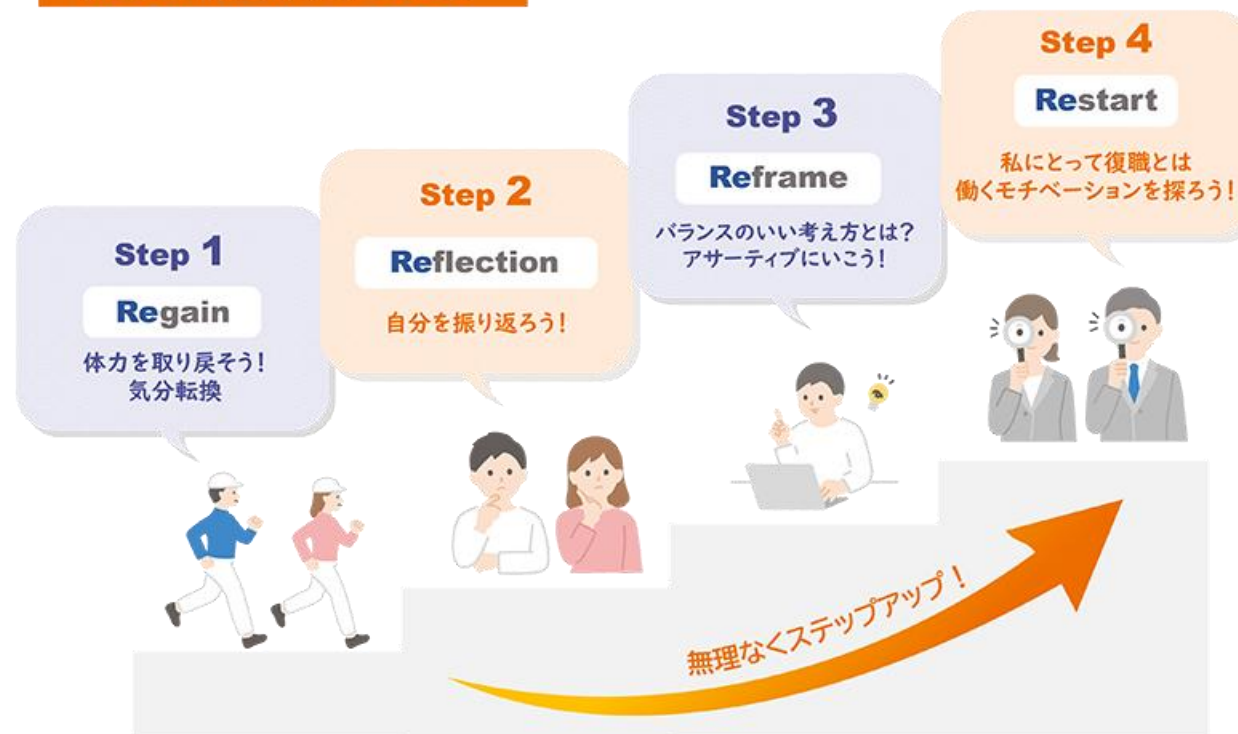 Step 1
Regain
体力を取り戻そう!
気分転換
Step 2
Reflection
自分を振り返ろう!
Step 3
Reframe
バランスのいい考え方とは?
アサーティブにいこう!
Step 4
Restart
私にとって復職とは
働くモチベーションを探ろう!
無理なくステップアップ!